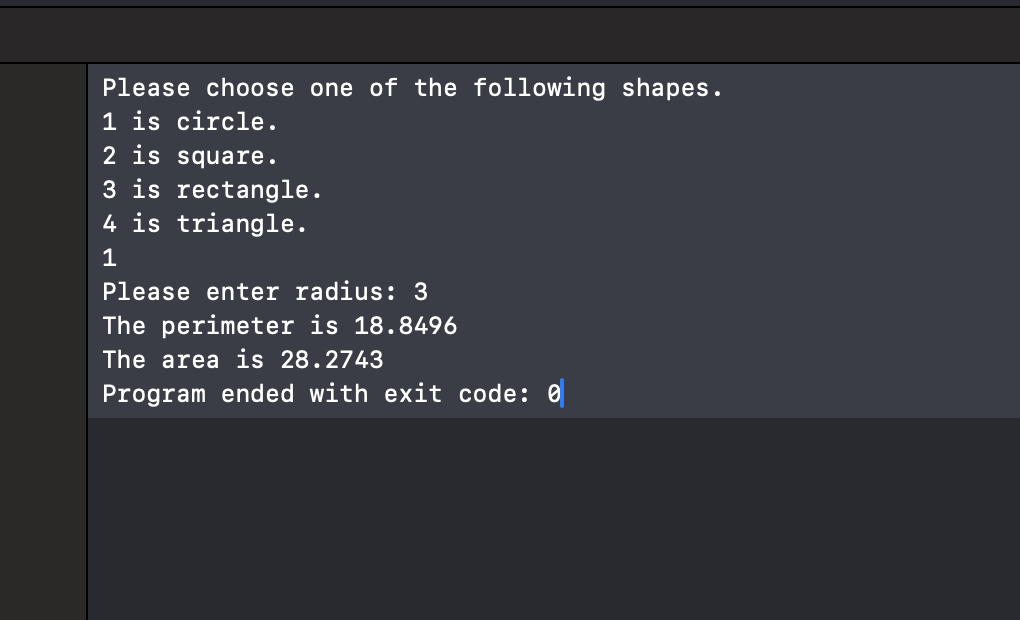 Please choose one of the following shapes.
1 is circle.
2 is square.
3 is rectangle.
4 is triangle.
1
Please enter radius: 3
The perimeter is 18.8496
The area is 28.2743
Program ended with exit code: 0